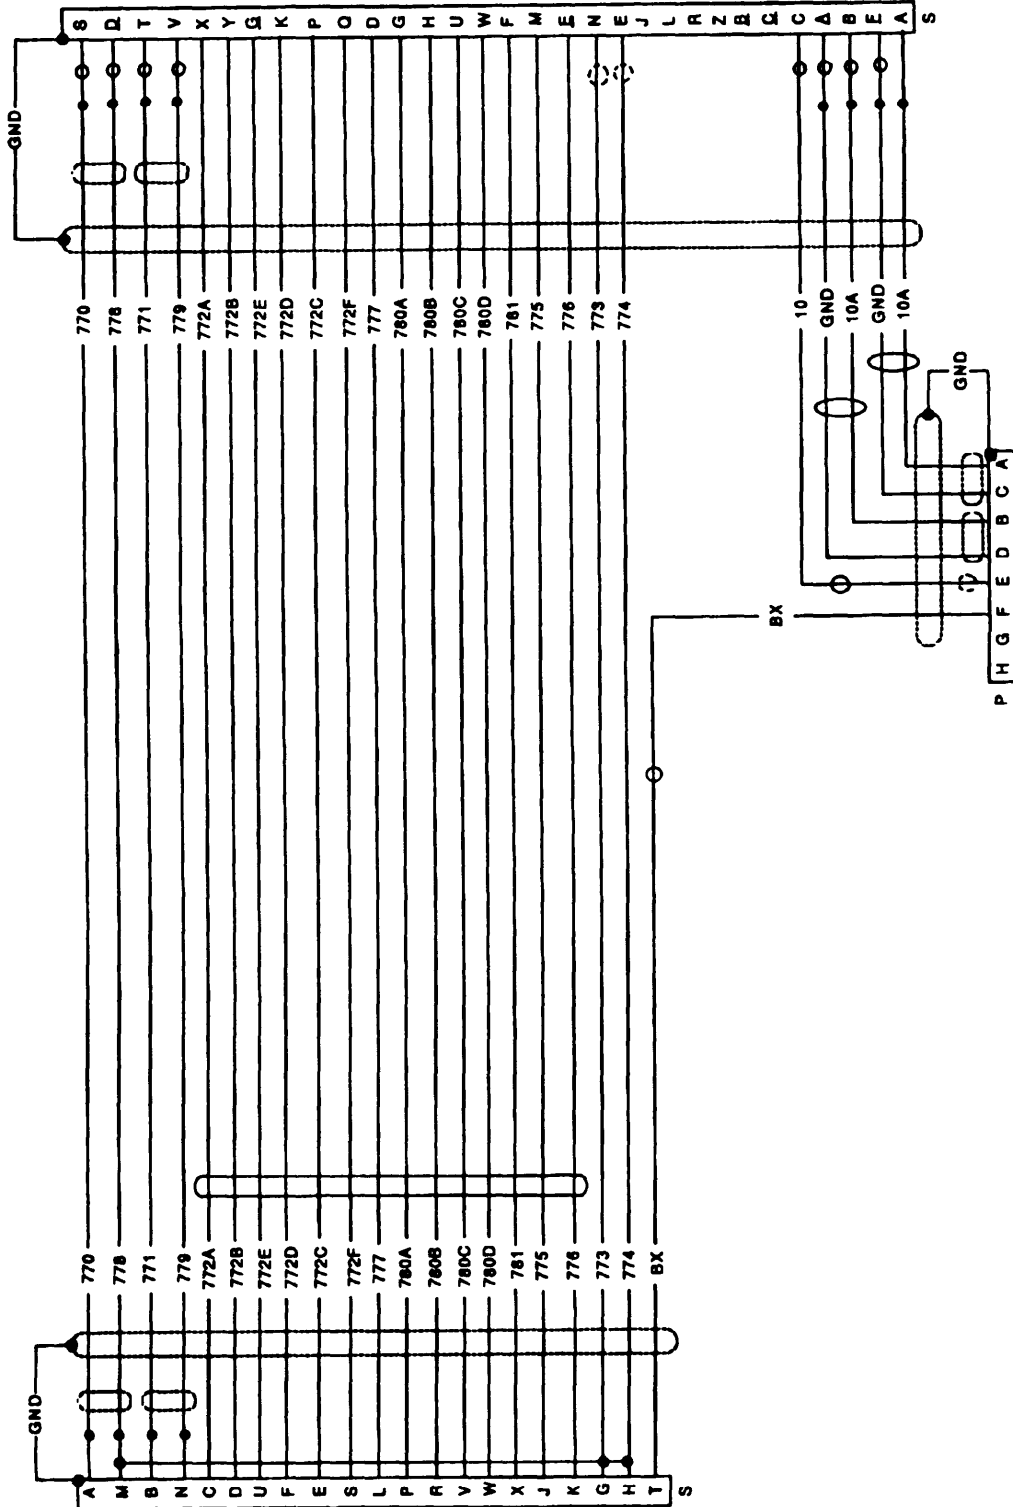 GND GND
A 770 770 S
M 778 778 D
B 771 771 T
N 779 779 V
C 772A 772A X
D 772B 772B Y
U 772E 772E G
F 772D 772D K
E 772C 772C P
S 772F 772F Q
L 777 777 D
P 780A 780A G
R 780B 780B H
V 780C 780C U
W 780D 780D W
X 781 781 F
J 775 775 M
K 776 776 E
G 773 773 N
H 774 774 E
T BX J
L
S R
Z
B
BX C
10 C
GND A
10A B
GND F
10A A
S
GND
P H G F E D B C A